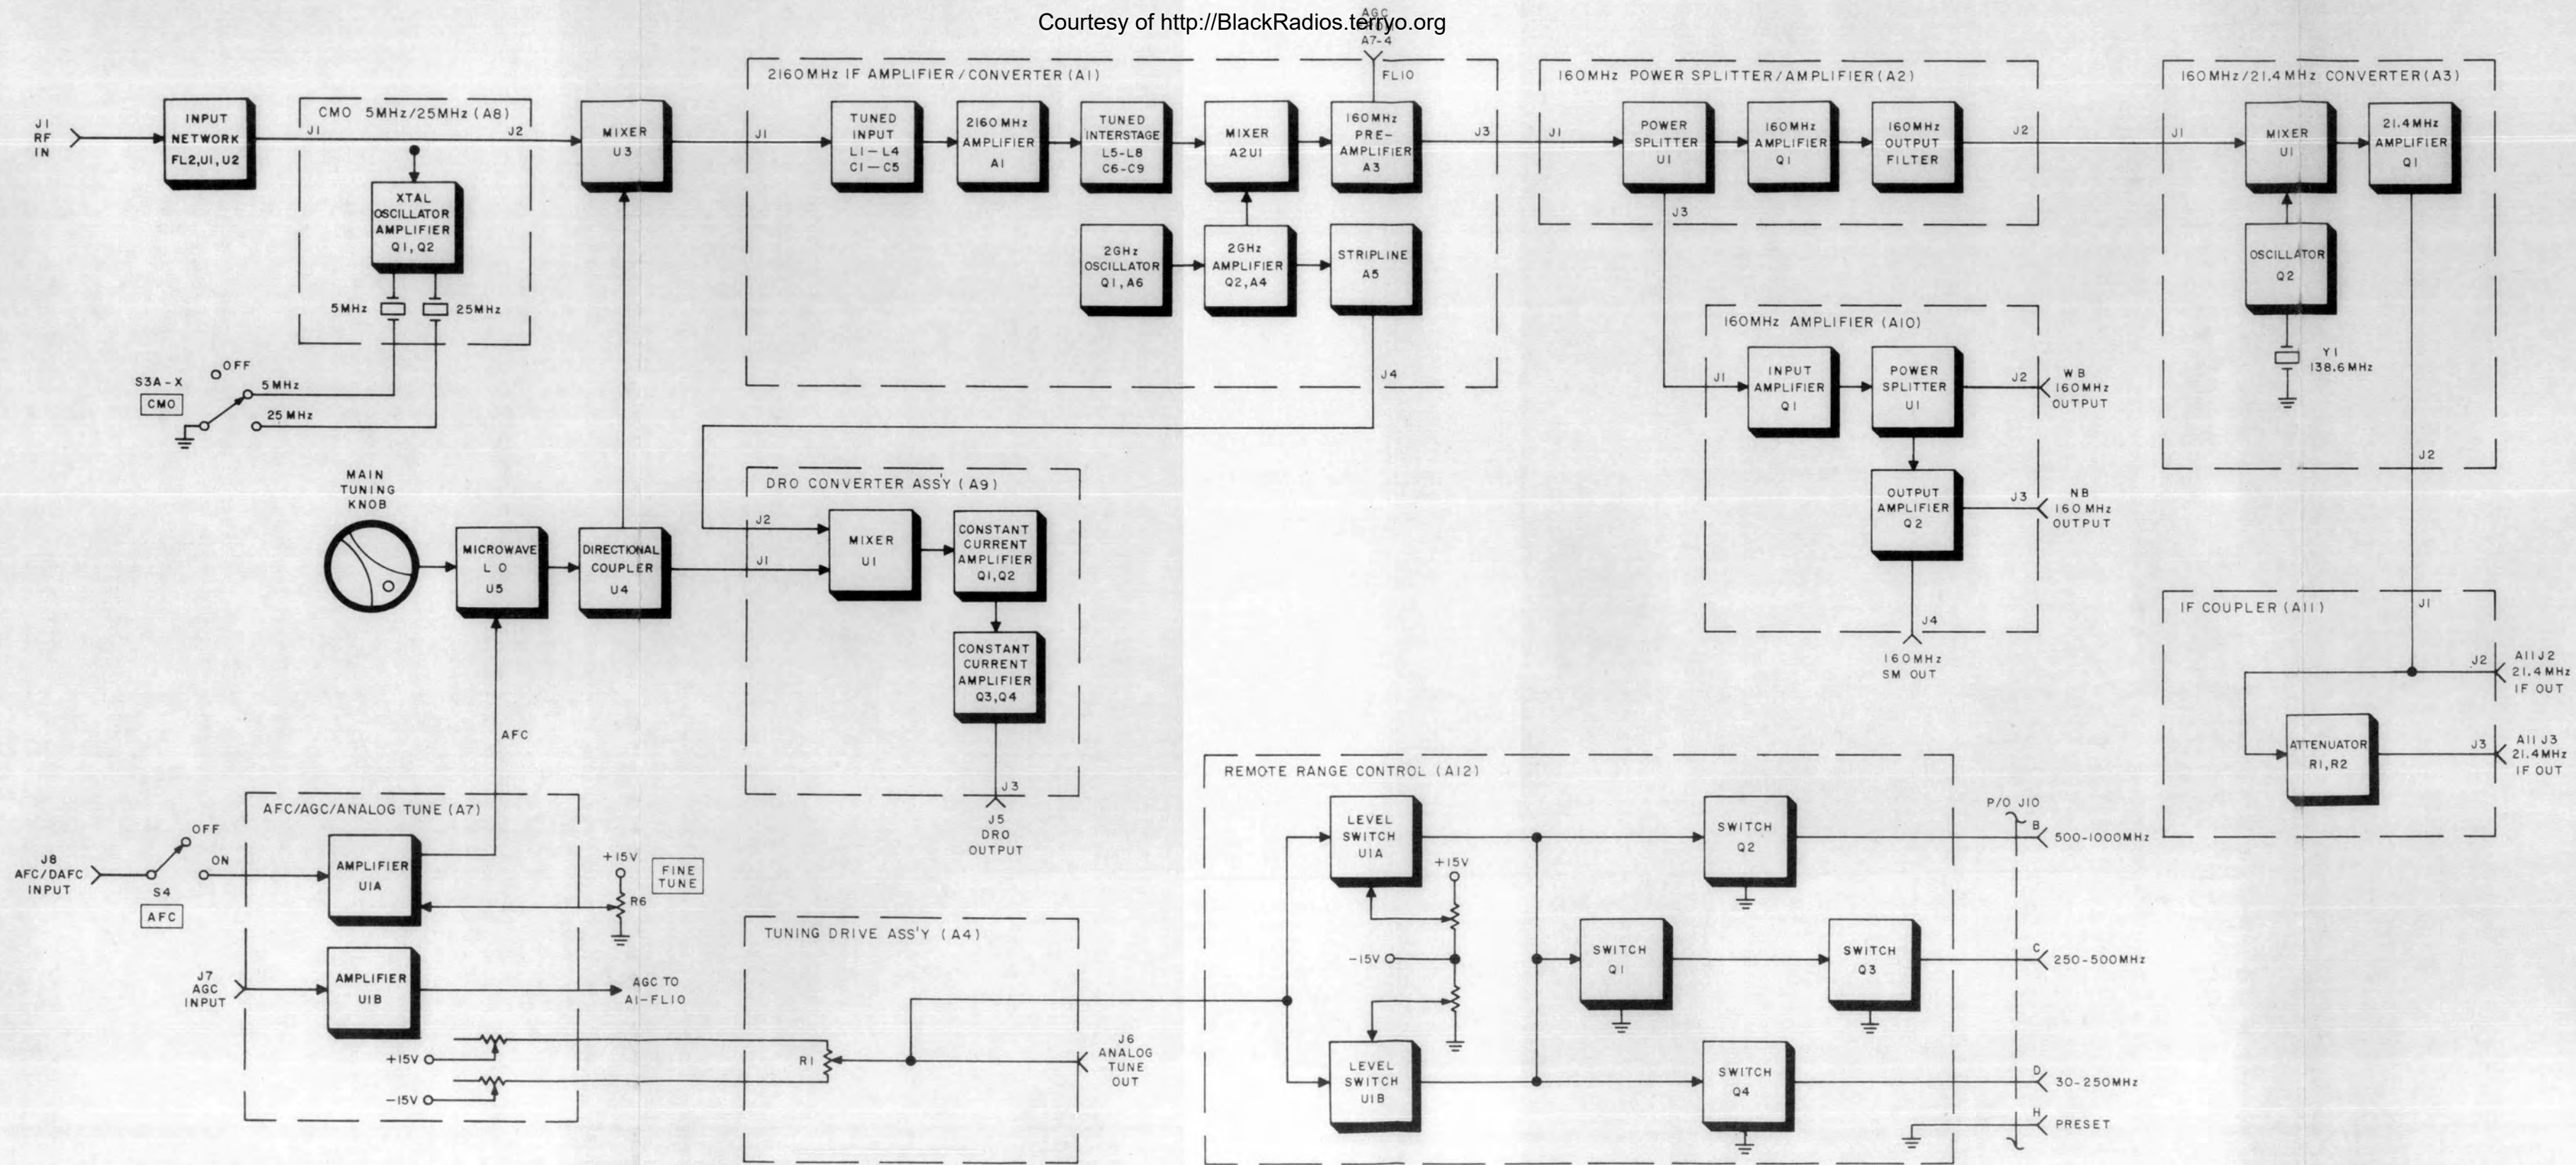 Courtesy of http://BlackRadios.terryo.org
AGC
A7-4
FL10
J1
RF
IN
INPUT
NETWORK
FL2,U1,U2
CMO 5MHz/25MHz (A8)
J1
J2
XTAL
OSCILLATOR
AMPLIFIER
Q1,Q2
5MHz
25MHz
S3A-X
CMO
OFF
5MHz
25MHz
MIXER
U3
2160MHz IF AMPLIFIER/CONVERTER (A1)
J1
TUNED
INPUT
L1-L4
C1-C5
2160MHz
AMPLIFIER
A1
TUNED
INTERSTAGE
L5-L8
C6-C9
MIXER
A2U1
160MHz
PRE-
AMPLIFIER
A3
J3
2GHz
OSCILLATOR
Q1,A6
2GHz
AMPLIFIER
Q2,A4
STRIPLINE
A5
J4
160MHz POWER SPLITTER/AMPLIFIER (A2)
J1
POWER
SPLITTER
U1
160MHz
AMPLIFIER
Q1
160MHz
OUTPUT
FILTER
J2
J3
160MHz AMPLIFIER (A10)
J1
INPUT
AMPLIFIER
Q1
POWER
SPLITTER
U1
J2
WB
160MHz
OUTPUT
OUTPUT
AMPLIFIER
Q2
J3
NB
160MHz
OUTPUT
J4
160MHz
SM OUT
160MHz/21.4MHz CONVERTER (A3)
J1
MIXER
U1
21.4MHz
AMPLIFIER
Q1
OSCILLATOR
Q2
Y1
138.6MHz
J2
IF COUPLER (A11)
J1
J2
A11J2
21.4MHz
IF OUT
ATTENUATOR
R1,R2
J3
A11 J3
21.4MHz
IF OUT
MAIN
TUNING
KNOB
MICROWAVE
LO
U5
DIRECTIONAL
COUPLER
U4
AFC
DRO CONVERTER ASS'Y (A9)
J2
J1
MIXER
U1
CONSTANT
CURRENT
AMPLIFIER
Q1,Q2
CONSTANT
CURRENT
AMPLIFIER
Q3,Q4
J3
J5
DRO
OUTPUT
AFC/AGC/ANALOG TUNE (A7)
J8
AFC/DAFC
INPUT
OFF
ON
S4
AFC
AMPLIFIER
U1A
+15V
FINE
TUNE
R6
J7
AGC
INPUT
AMPLIFIER
U1B
AGC TO
A1-FL10
+15V
-15V
TUNING DRIVE ASS'Y (A4)
R1
J6
ANALOG
TUNE
OUT
REMOTE RANGE CONTROL (A12)
LEVEL
SWITCH
U1A
+15V
-15V
LEVEL
SWITCH
U1B
SWITCH
Q2
SWITCH
Q1
SWITCH
Q3
SWITCH
Q4
P/O J10
B
500-1000MHz
C
250-500MHz
D
30-250MHz
H
PRESET